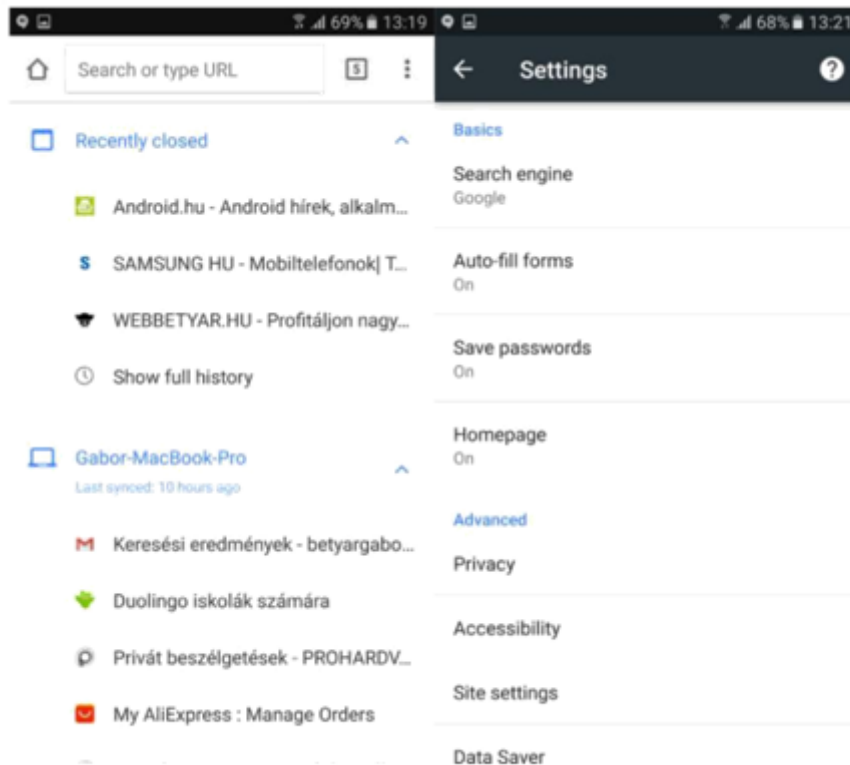 69% 13:19
Search or type URL
5
Recently closed
Android.hu - Android hírek, alkalm...
S SAMSUNG HU - Mobiltelefonok| T...
WEBBETYAR.HU - Profitáljon nagy...
Show full history
Gabor-MacBook-Pro
Last synced: 10 hours ago
Keresési eredmények - betyargabo...
Duolingo iskolák számára
Privát beszélgetések - PROHARDV...
My AliExpress : Manage Orders
68% 13:21
Settings
?
Basics
Search engine
Google
Auto-fill forms
On
Save passwords
On
Homepage
On
Advanced
Privacy
Accessibility
Site settings
Data Saver